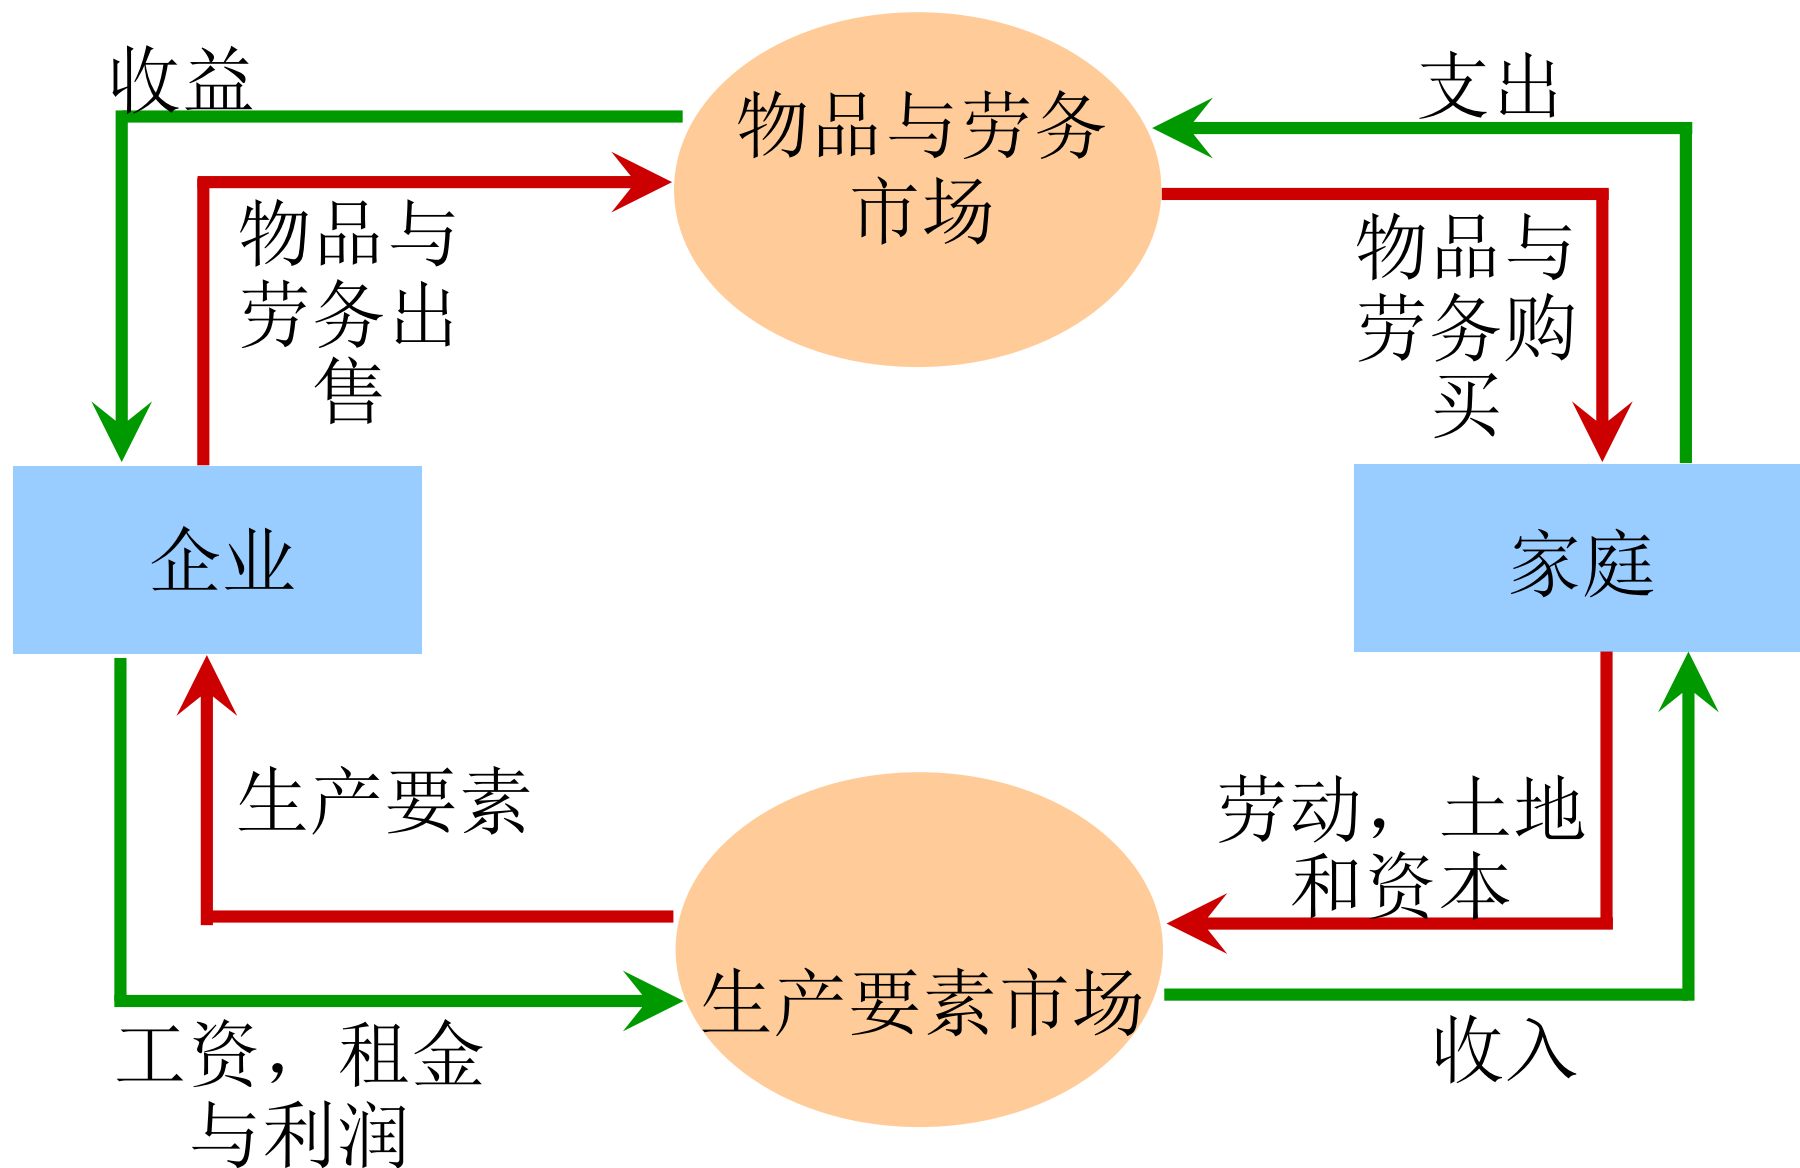 收益
支出
物品与劳务
市场
物品与
劳务出
售
物品与
劳务购
买
企业
家庭
生产要素
劳动，土地
和资本
生产要素市场
工资，租金
与利润
收入